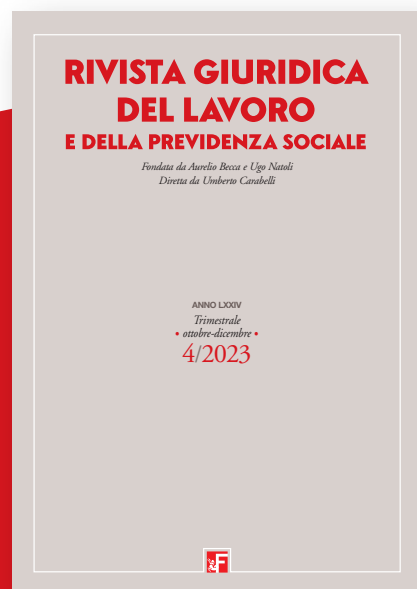 RIVISTA GIURIDICA
DEL LAVORO
E DELLA PREVIDENZA SOCIALE
Fondata da Aurelio Becca e Ugo Natoli
Diretta da Umberto Carabelli
ANNO LXXIV
Trimestrale
• ottobre-dicembre •
4/2023
F